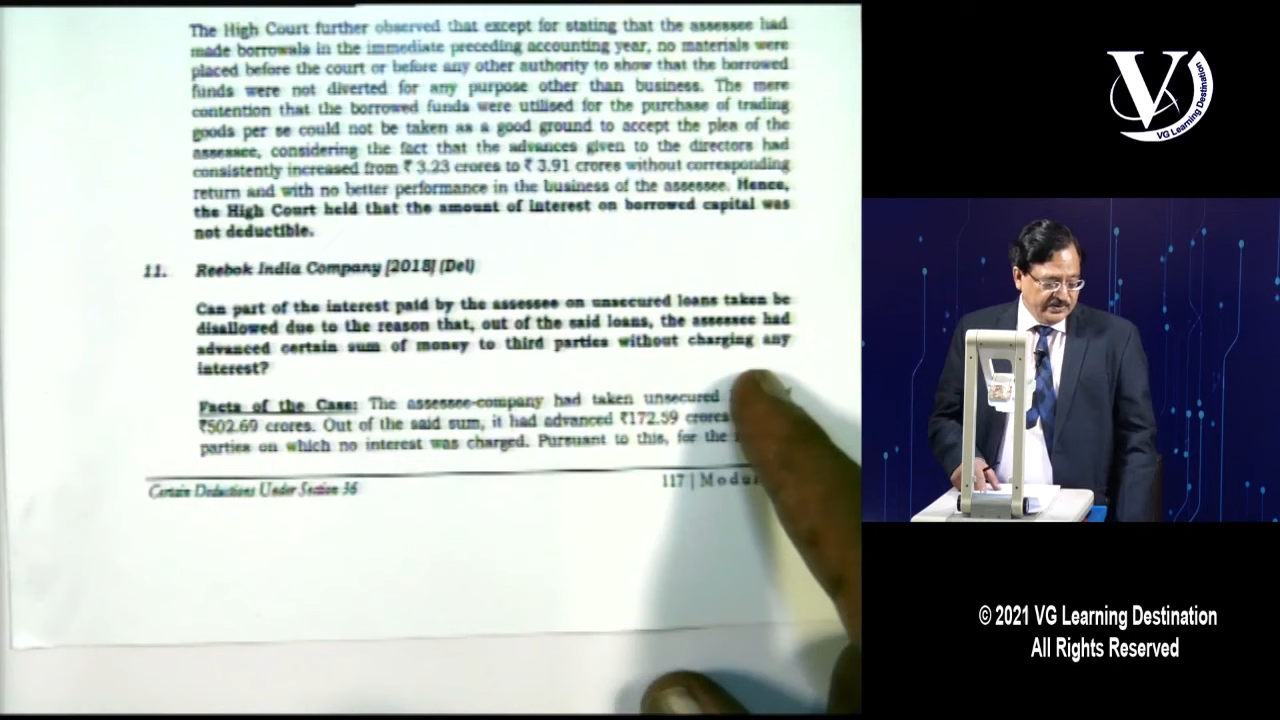 The High Court further observed that except for stating that the assessee had
made borrowals in the immediate preceding accounting year, no materials were
placed before the court or before any other authority to show that the borrowed
funds were not diverted for any purpose other than business. The mere
contention that the borrowed funds were utilised for the purchase of trading
goods per se could not be taken as a good ground to accept the plea of the
assessee, considering the fact that the advances given to the directors had
consistently increased from ₹ 3.23 crores to ₹ 3.91 crores without corresponding
return and with no better performance in the business of the assessee. Hence,
the High Court held that the amount of interest on borrowed capital was
not deductible.
11. Reebok India Company [2018] (Del)
Can part of the interest paid by the assessee on unsecured loans taken be
disallowed due to the reason that, out of the said loans, the assessee had
advanced certain sum of money to third parties without charging any
interest?
Facts of the Case: The assessee-company had taken unsecured
₹502.69 crores. Out of the said sum, it had advanced ₹172.59 crores
parties on which no interest was charged. Pursuant to this, for the
Certain Deductions Under Section 36
117 | Modu
V
VG Learning Destination
© 2021 VG Learning Destination
All Rights Reserved